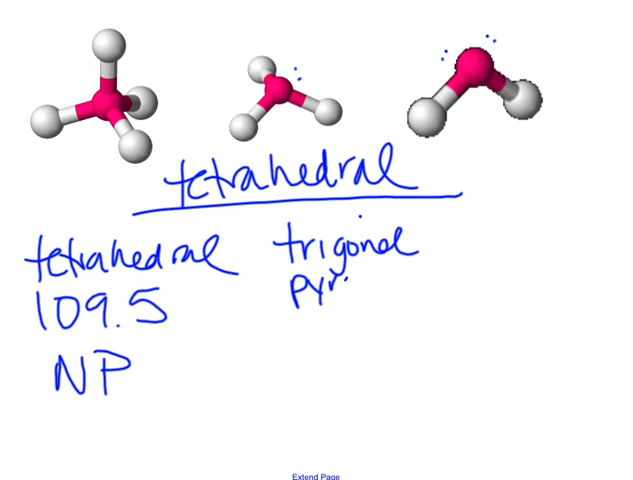 tetrahedral
tetrahedral
trigonal
pyr.
109.5
NP
Extend Page